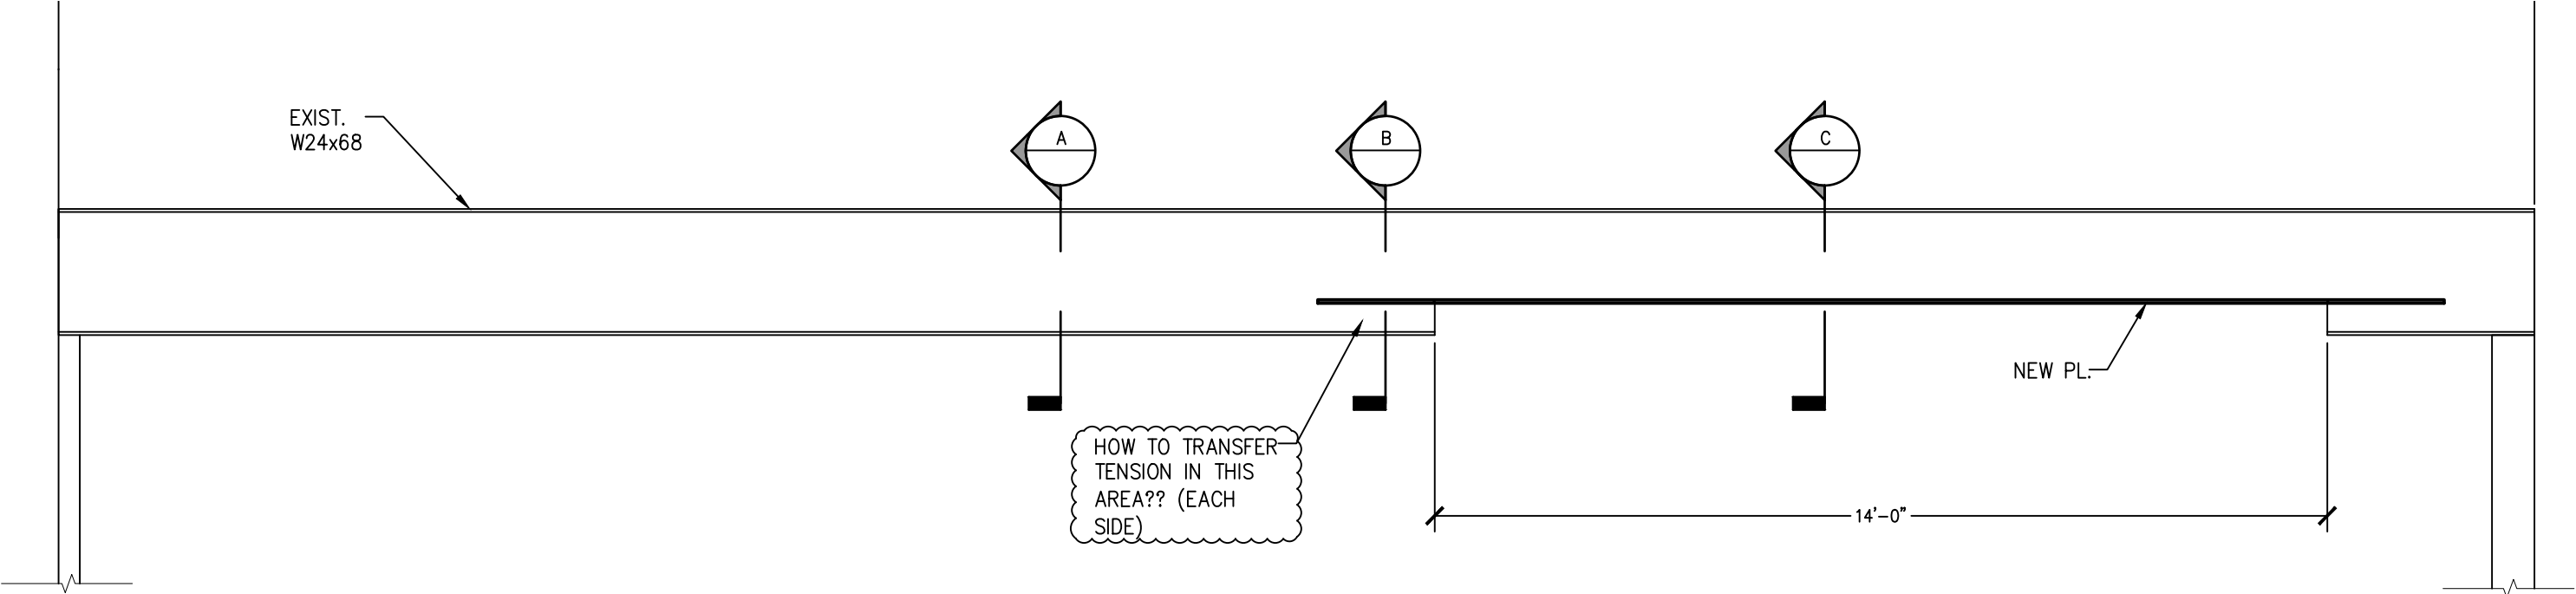 EXIST.
W24x68
A
B
C
NEW PL.
HOW TO TRANSFER
TENSION IN THIS
AREA?? (EACH
SIDE)
14'-0"